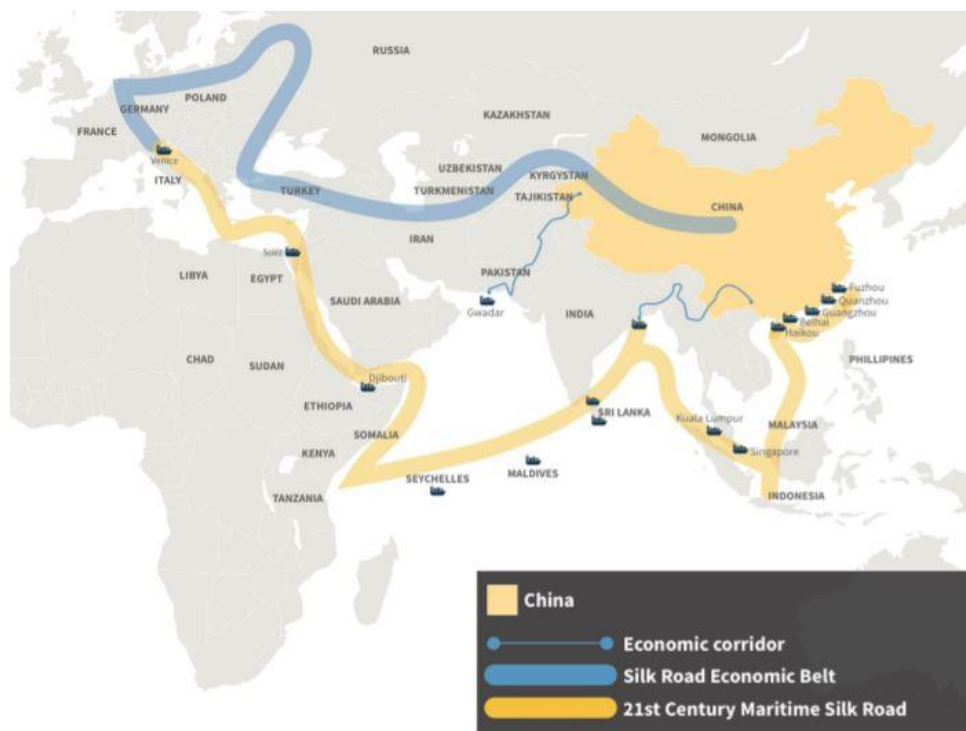 RUSSIA
POLAND
GERMANY
FRANCE
KAZAKHSTAN
MONGOLIA
Venice
ITALY
UZBEKISTAN
KYRGYSTAN
TURKEY
TURKMENISTAN
TAJIKISTAN
CHINA
IRAN
Suez
LIBYA
EGYPT
PAKISTAN
SAUDI ARABIA
Gwadar
INDIA
Fuzhou
Quanzhou
Guangzhou
Beihai
Haikou
CHAD
SUDAN
PHILLIPINES
Djibouti
ETHIOPIA
SRI LANKA
Kuala Lumpur
MALAYSIA
SOMALIA
Singapore
KENYA
MALDIVES
SEYCHELLES
TANZANIA
INDONESIA
China
Economic corridor
Silk Road Economic Belt
21st Century Maritime Silk Road